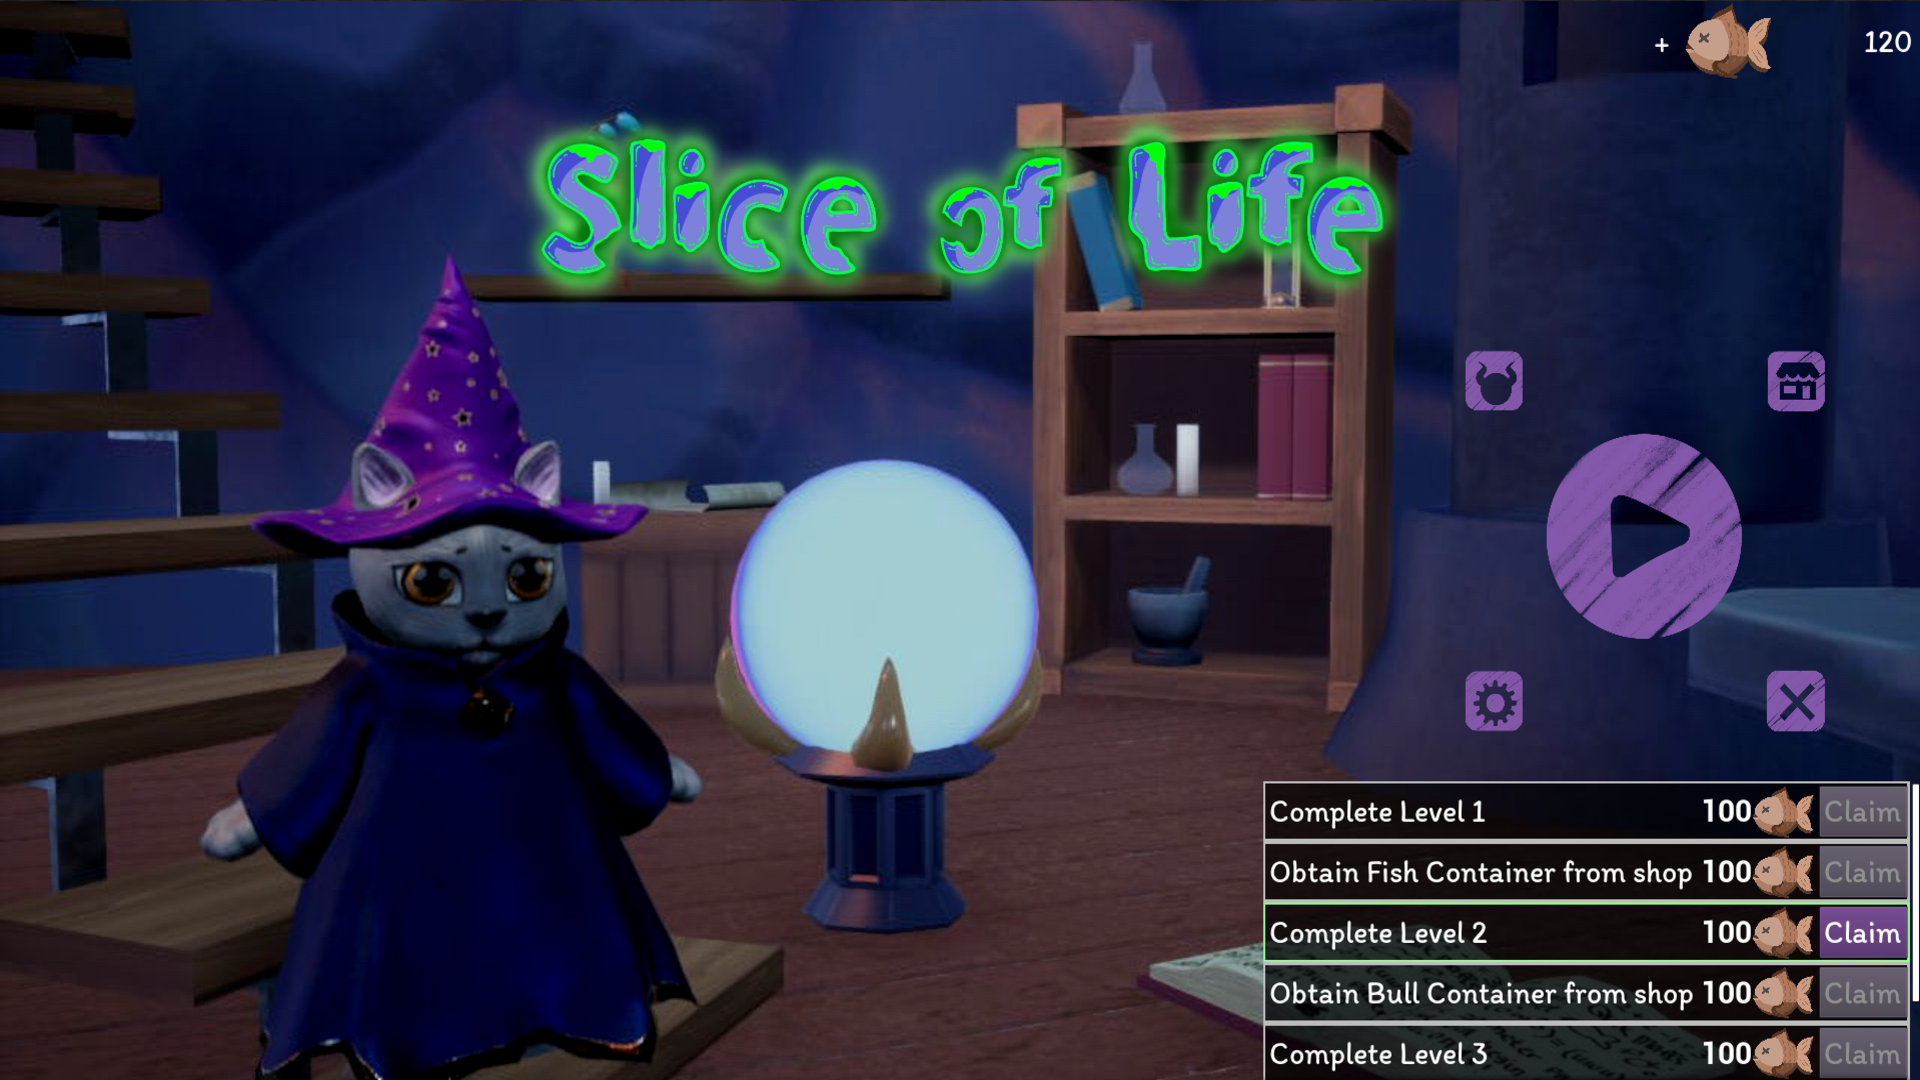 + 120
Slice of Life
Complete Level 1 100 Claim
Obtain Fish Container from shop 100 Claim
Complete Level 2 100 Claim
Obtain Bull Container from shop 100 Claim
Complete Level 3 100 Claim